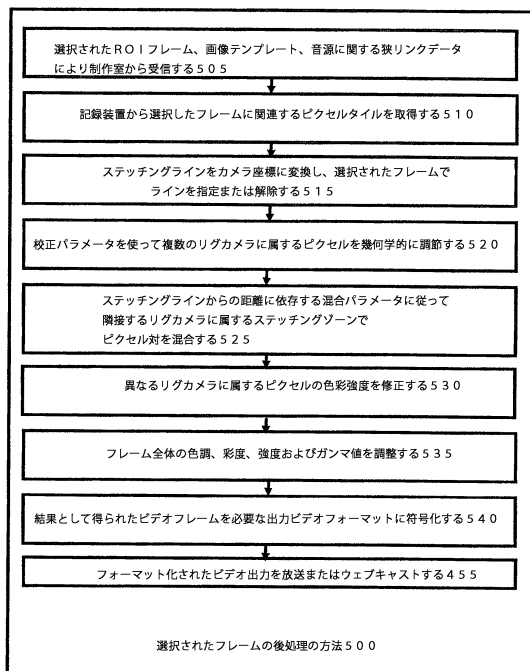 選択されたＲＯＩフレーム、画像テンプレート、音源に関する狭リンクデータ
により制作室から受信する５０５
記録装置から選択したフレームに関連するピクセルタイルを取得する５１０
ステッチングラインをカメラ座標に変換し、選択されたフレームで
ラインを指定または解除する５１５
校正パラメータを使って複数のリグカメラに属するピクセルを幾何学的に調節する５２０
ステッチングラインからの距離に依存する混合パラメータに従って
隣接するリグカメラに属するステッチングゾーンで
ピクセル対を混合する５２５
異なるリグカメラに属するピクセルの色彩強度を修正する５３０
フレーム全体の色調、彩度、強度およびガンマ値を調整する５３５
結果として得られたビデオフレームを必要な出力ビデオフォーマットに符号化する５４０
フォーマット化されたビデオ出力を放送またはウェブキャストする４５５
選択されたフレームの後処理の方法５００